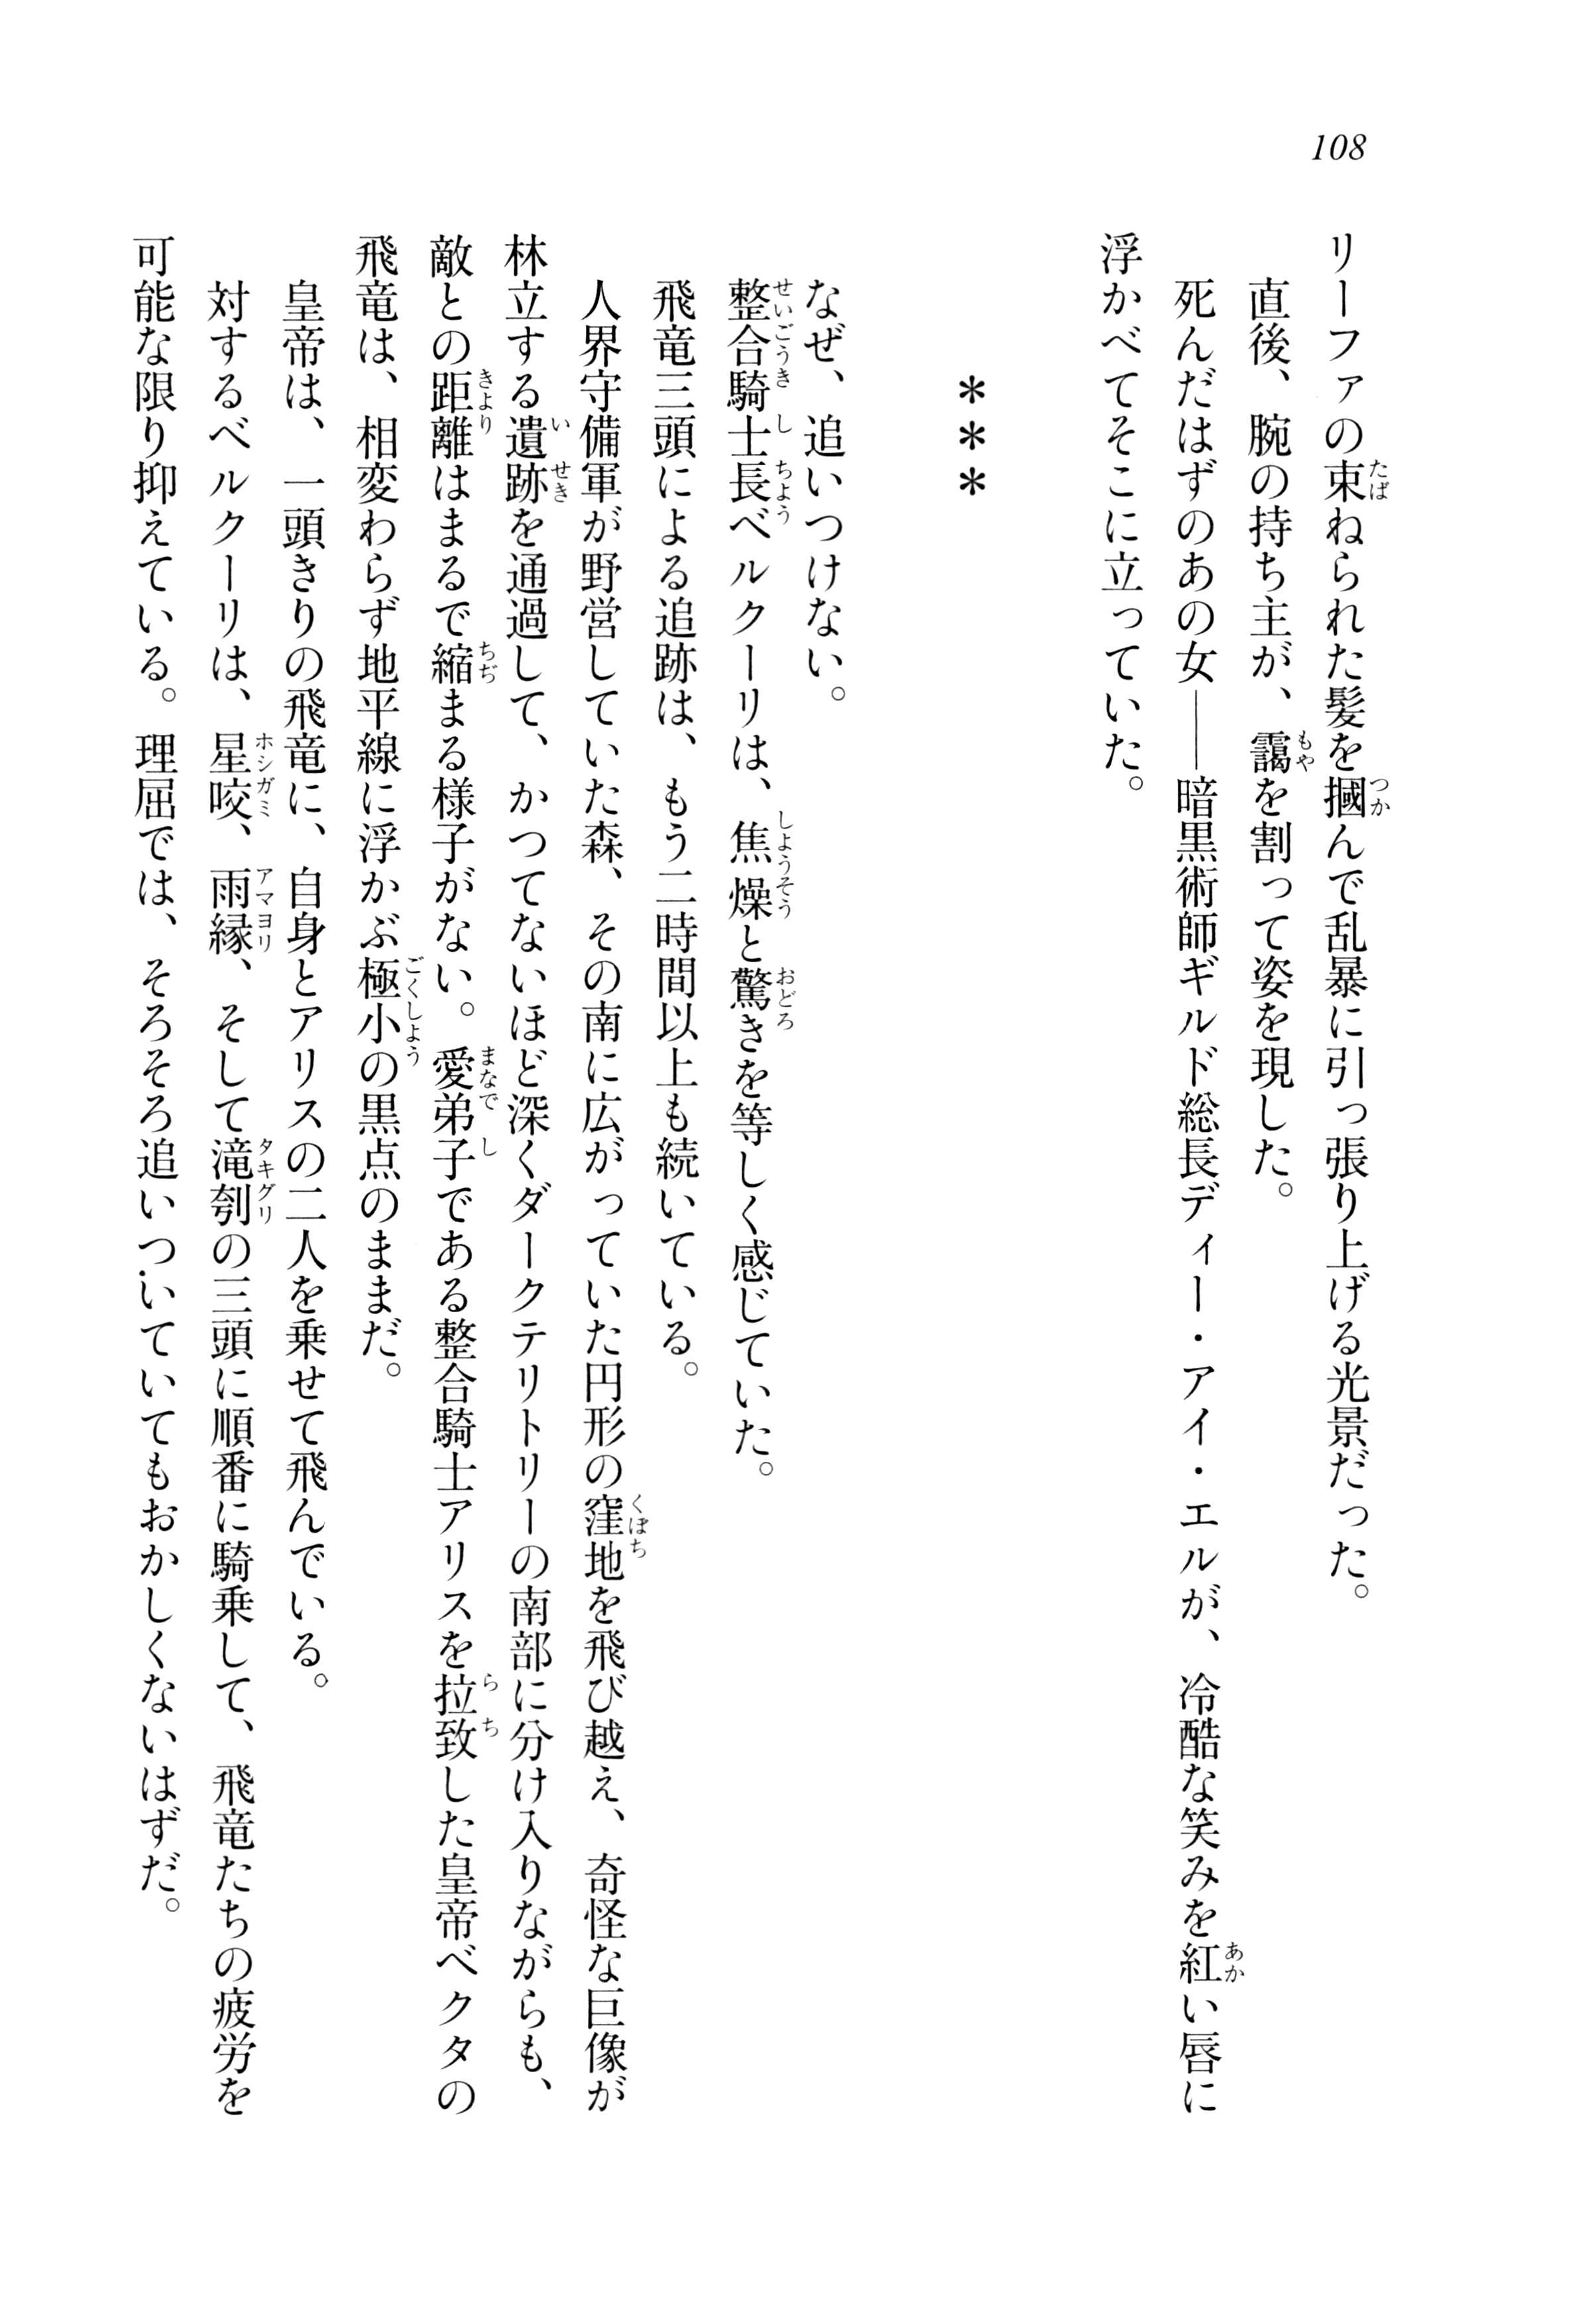 108
リーファの束ねられた髪を摑んで乱暴に引っ張り上げる光景だった。
直後、腕の持ち主が、靄を割って姿を現した。
死んだはずのあの女――暗黒術師ギルド総長ディー・アイ・エルが、冷酷な笑みを紅い唇に
浮かべてそこに立っていた。
＊＊＊
なぜ、追いつけない。
整合騎士長ベルクーリは、焦燥と驚きを等しく感じていた。
飛竜三頭による追跡は、もう二時間以上も続いている。
人界守備軍が野営していた森、その南に広がっていた円形の窪地を飛び越え、奇怪な巨像が
林立する遺跡を通過して、かつてないほど深くダークテリトリーの南部に分け入りながらも、
敵との距離はまるで縮まる様子がない。愛弟子である整合騎士アリスを拉致した皇帝ベクタの
飛竜は、相変わらず地平線に浮かぶ極小の黒点のままだ。
皇帝は、一頭きりの飛竜に、自身とアリスの二人を乗せて飛んでいる。
対するベルクーリは、星咬、雨縁、そして滝刳の三頭に順番に騎乗して、飛竜たちの疲労を
可能な限り抑えている。理屈では、そろそろ追いついていてもおかしくないはずだ。